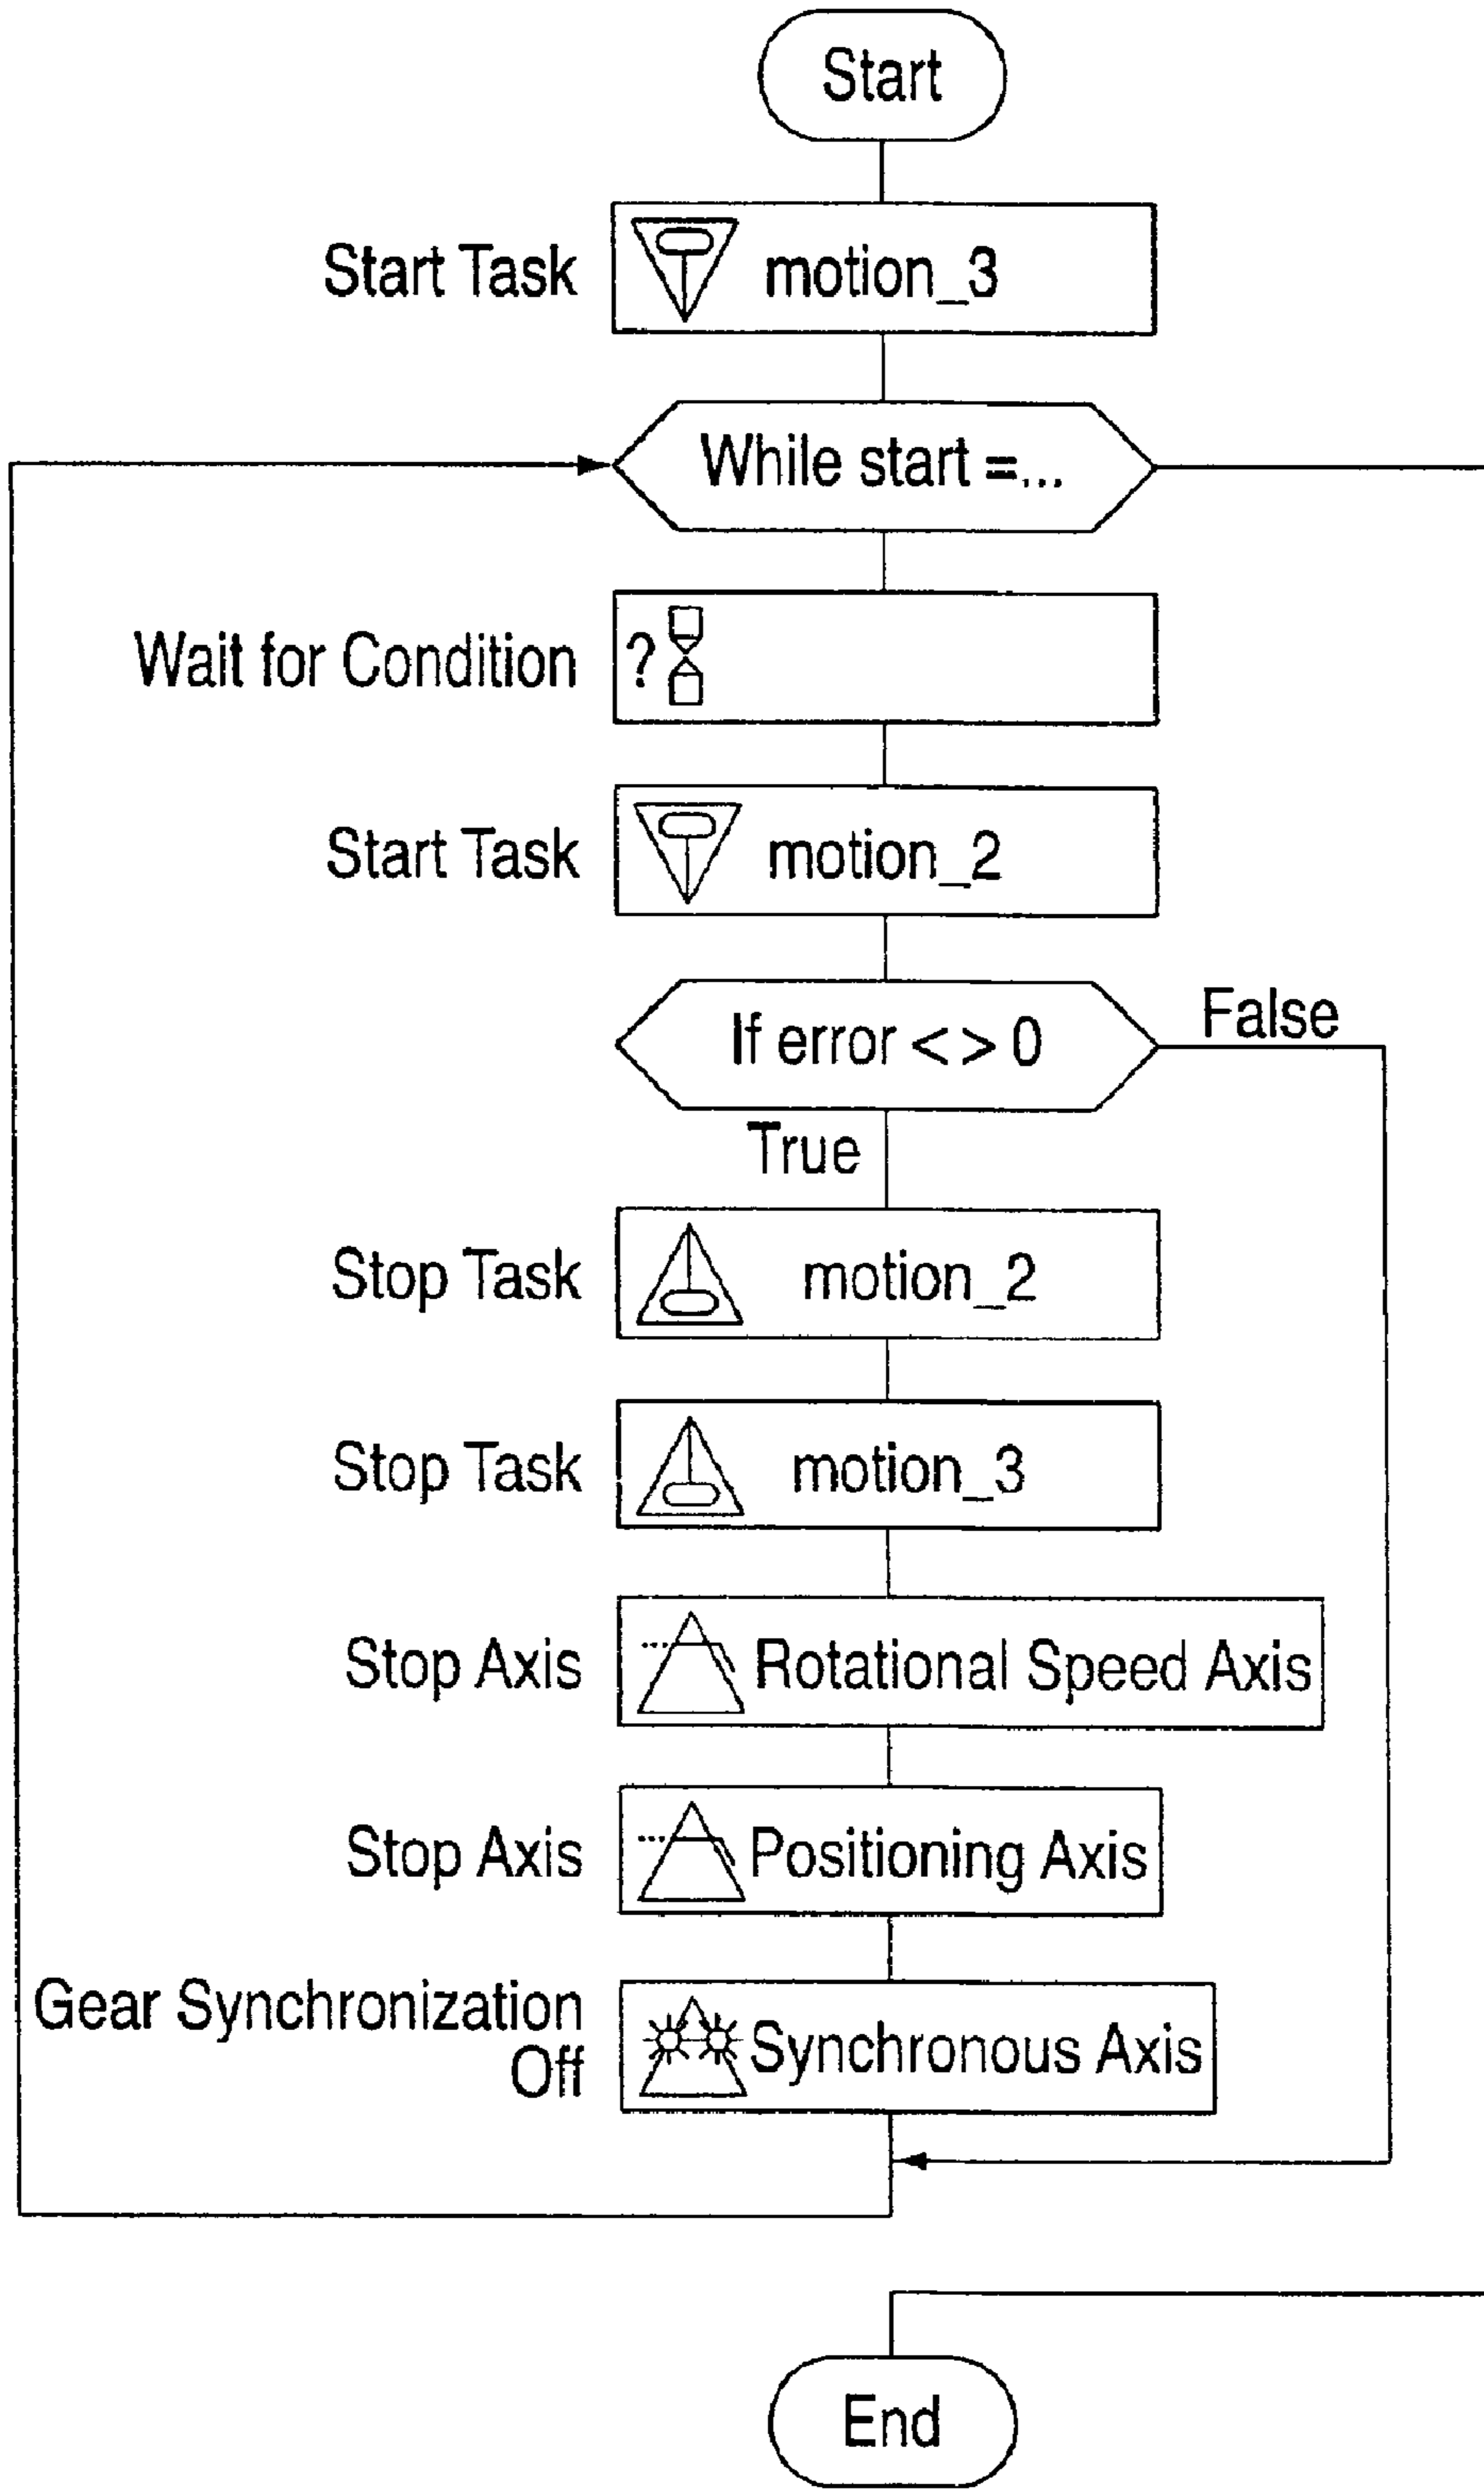 Start
Start Task motion_3
While start =...
Wait for Condition ?
Start Task motion_2
If error < > 0
False
True
Stop Task motion_2
Stop Task motion_3
Stop Axis Rotational Speed Axis
Stop Axis Positioning Axis
Gear Synchronization
Off
Synchronous Axis
End